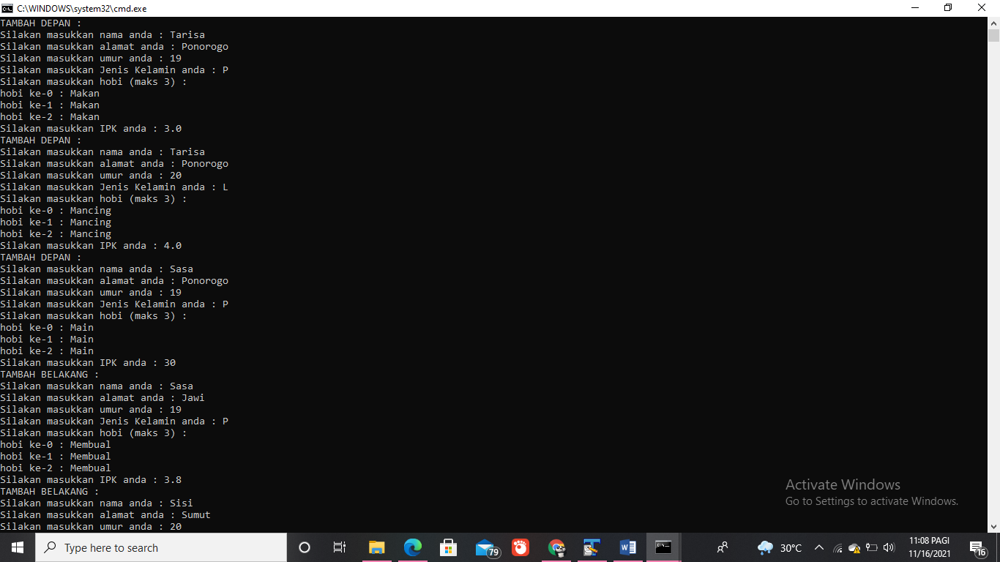 C:\WINDOWS\system32\cmd.exe
TAMBAH DEPAN :
Silakan masukkan nama anda : Tarisa
Silakan masukkan alamat anda : Ponorogo
Silakan masukkan umur anda : 19
Silakan masukkan Jenis Kelamin anda : P
Silakan masukkan hobi (maks 3) :
hobi ke-0 : Makan
hobi ke-1 : Makan
hobi ke-2 : Makan
Silakan masukkan IPK anda : 3.0
TAMBAH DEPAN :
Silakan masukkan nama anda : Tarisa
Silakan masukkan alamat anda : Ponorogo
Silakan masukkan umur anda : 20
Silakan masukkan Jenis Kelamin anda : L
Silakan masukkan hobi (maks 3) :
hobi ke-0 : Mancing
hobi ke-1 : Mancing
hobi ke-2 : Mancing
Silakan masukkan IPK anda : 4.0
TAMBAH DEPAN :
Silakan masukkan nama anda : Sasa
Silakan masukkan alamat anda : Ponorogo
Silakan masukkan umur anda : 19
Silakan masukkan Jenis Kelamin anda : P
Silakan masukkan hobi (maks 3) :
hobi ke-0 : Main
hobi ke-1 : Main
hobi ke-2 : Main
Silakan masukkan IPK anda : 30
TAMBAH BELAKANG :
Silakan masukkan nama anda : Sasa
Silakan masukkan alamat anda : Jawi
Silakan masukkan umur anda : 19
Silakan masukkan Jenis Kelamin anda : P
Silakan masukkan hobi (maks 3) :
hobi ke-0 : Membual
hobi ke-1 : Membual
hobi ke-2 : Membual
Silakan masukkan IPK anda : 3.8
TAMBAH BELAKANG :
Silakan masukkan nama anda : Sisi
Silakan masukkan alamat anda : Sumut
Silakan masukkan umur anda : 20
Activate Windows
Go to Settings to activate Windows.
Type here to search
79
30°C
11:08 PAGI
11/16/2021
16